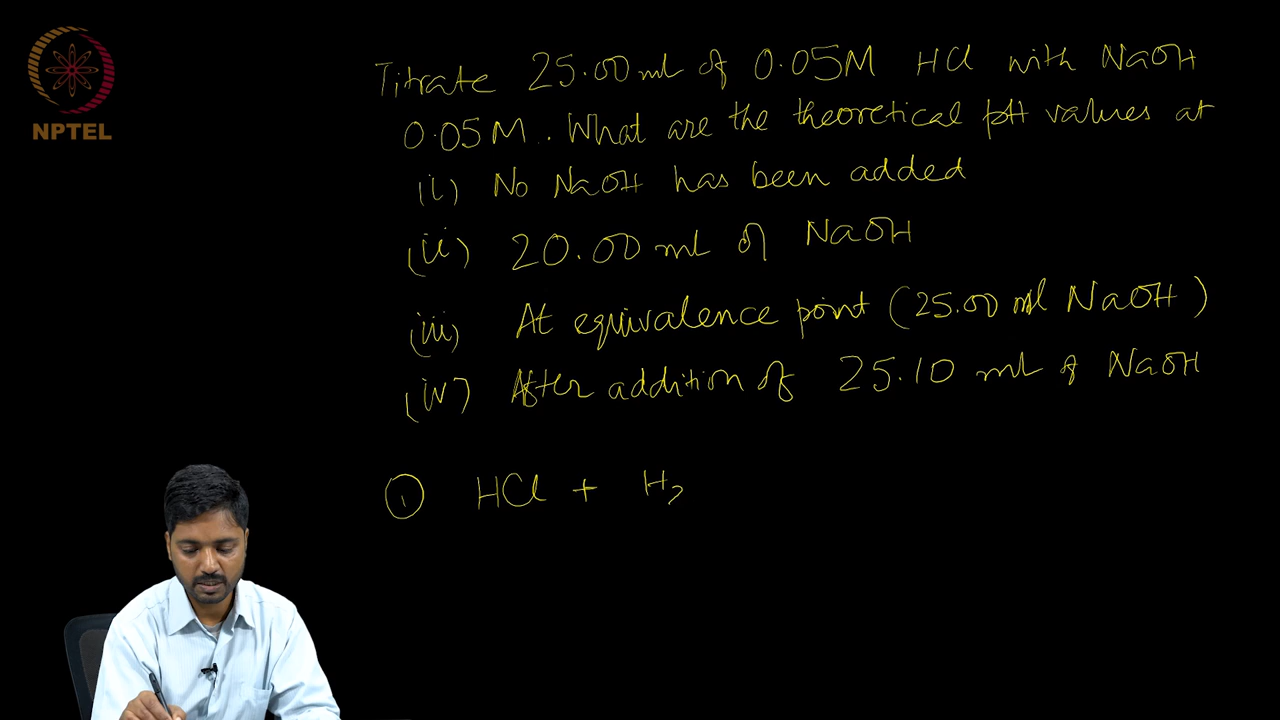 NPTEL
Titrate 25.00 ml of 0.05M HCl with NaOH
0.05M. What are the theoretical pH values at
(i) No NaOH has been added
(ii) 20.00 ml of NaOH
(iii) At equivalence point (25.00 ml NaOH)
(iv) After addition of 25.10 ml of NaOH
① HCl + H2